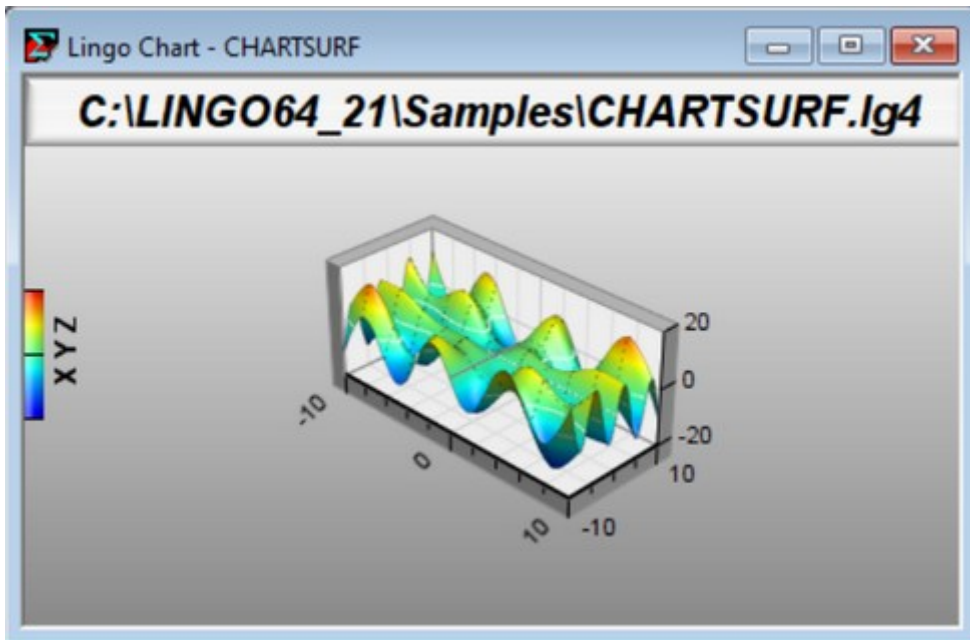 Lingo Chart - CHARTSURF
C:\LINGO64_21\Samples\CHARTSURF.lg4
X Y Z
20
0
-20
10
-10
-10
0
10